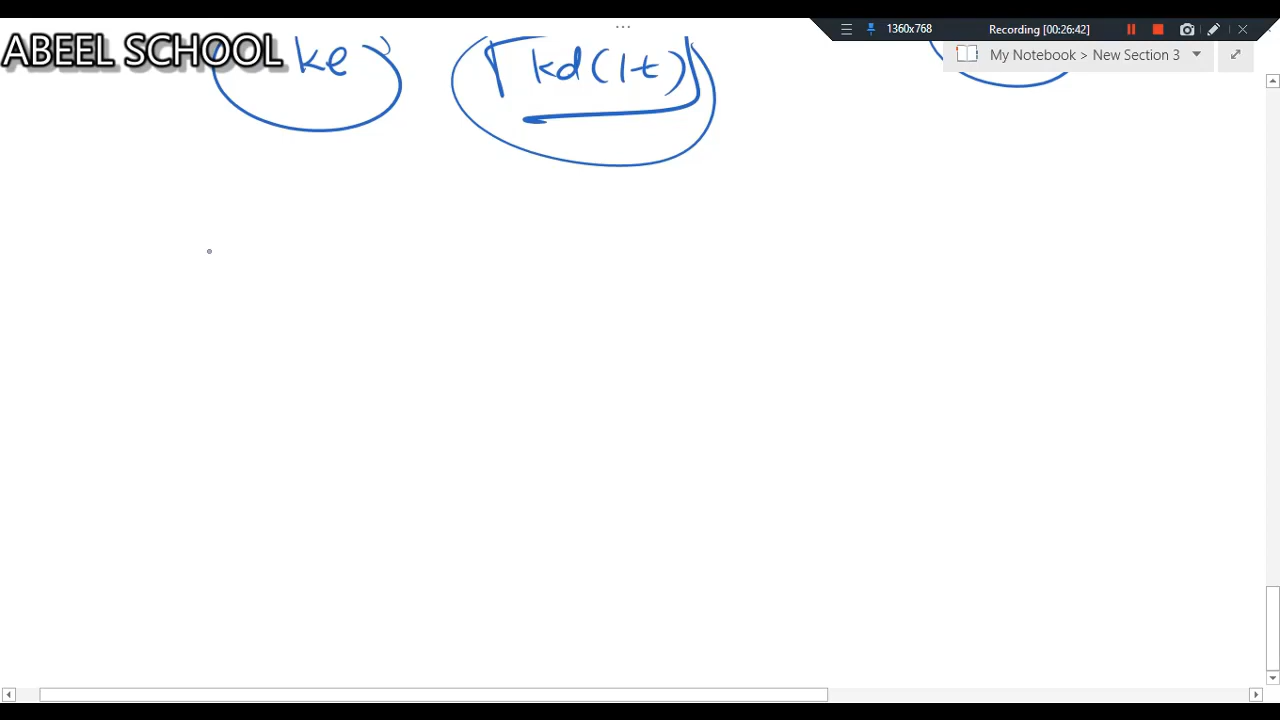 ABEEL SCHOOL
1360x768
Recording [00:26:42]
My Notebook > New Section 3
ke
kd(1-t)